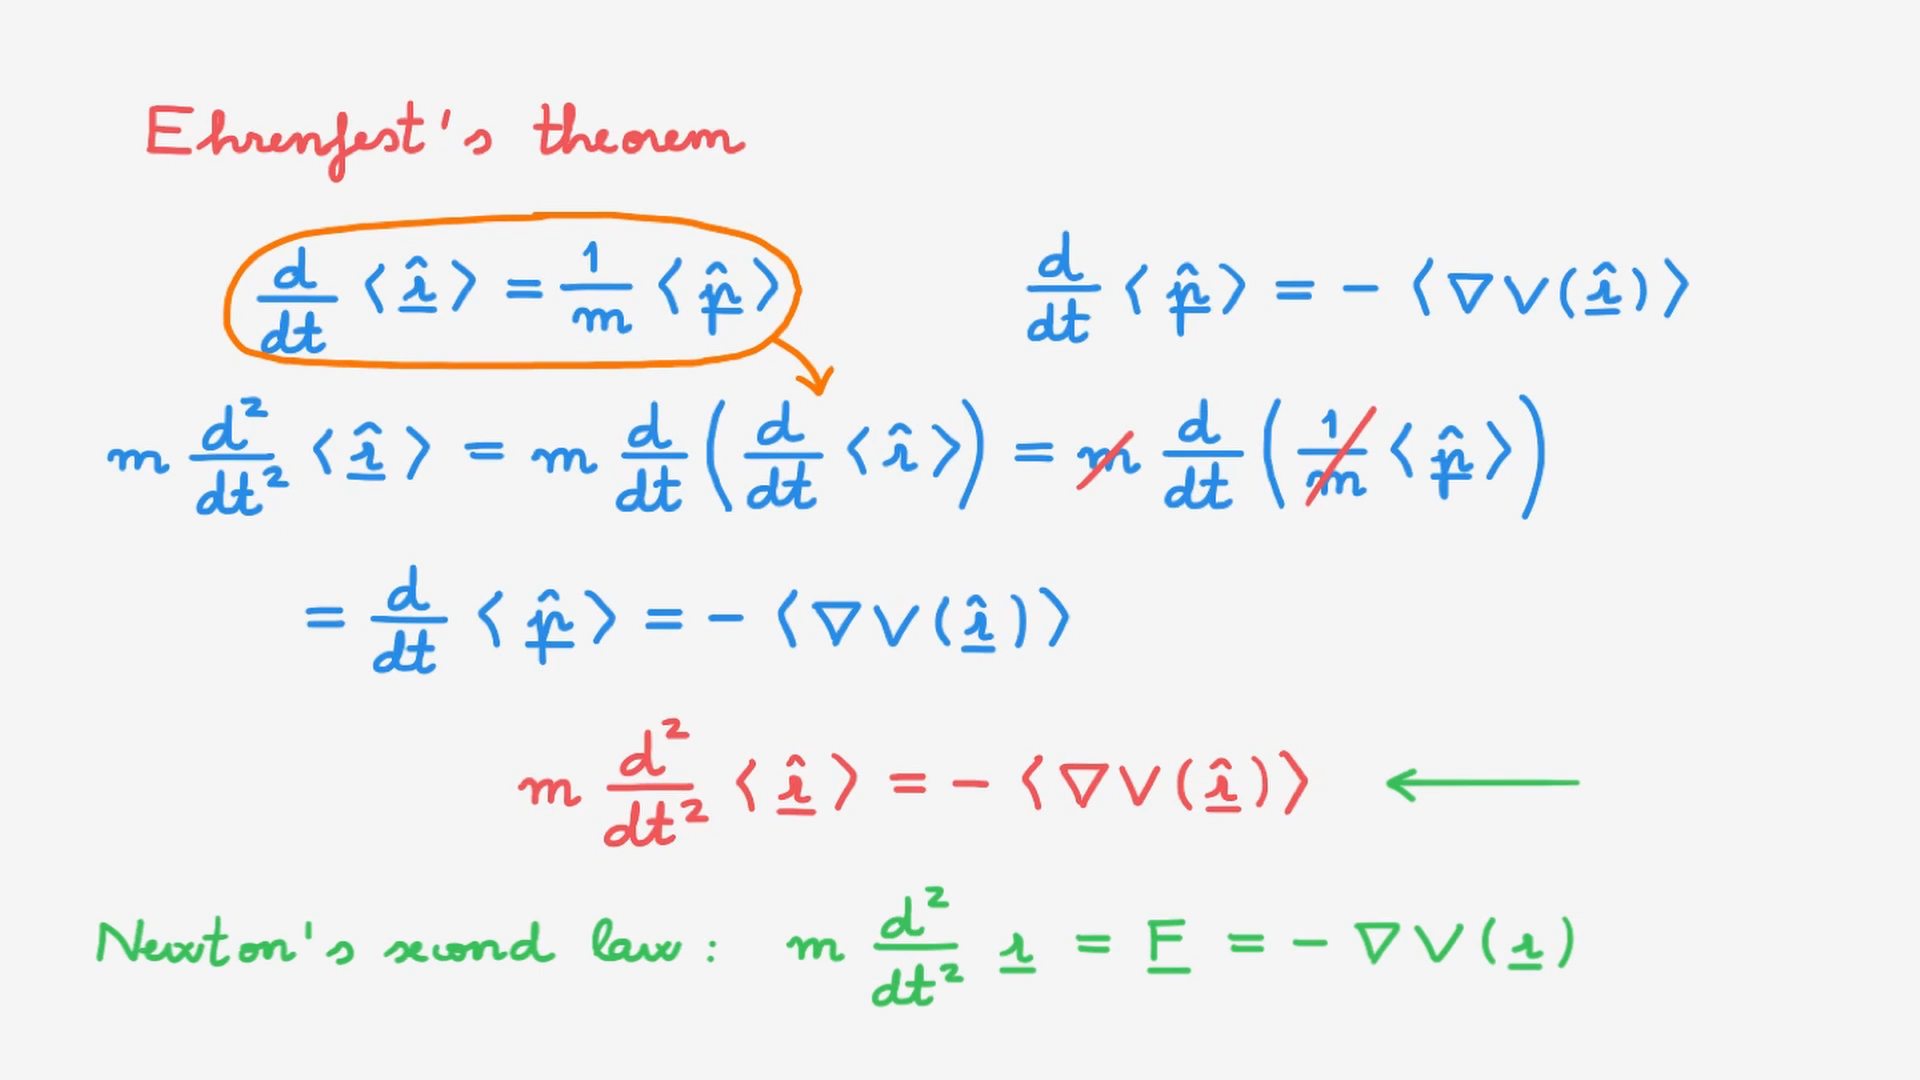 Ehrenfest's theorem
d/dt ⟨r̲̂⟩ = 1/m ⟨p̲̂⟩ d/dt ⟨p̲̂⟩ = - ⟨∇V(r̲̂)⟩
m d²/dt² ⟨r̲̂⟩ = m d/dt (d/dt ⟨r̂⟩) = m d/dt (1/m ⟨p̲̂⟩)
= d/dt ⟨p̲̂⟩ = - ⟨∇V(r̲̂)⟩
m d²/dt² ⟨r̲̂⟩ = - ⟨∇V(r̲̂)⟩ ←
Newton's second law: m d²/dt² r̲ = F̲ = - ∇V(r̲)